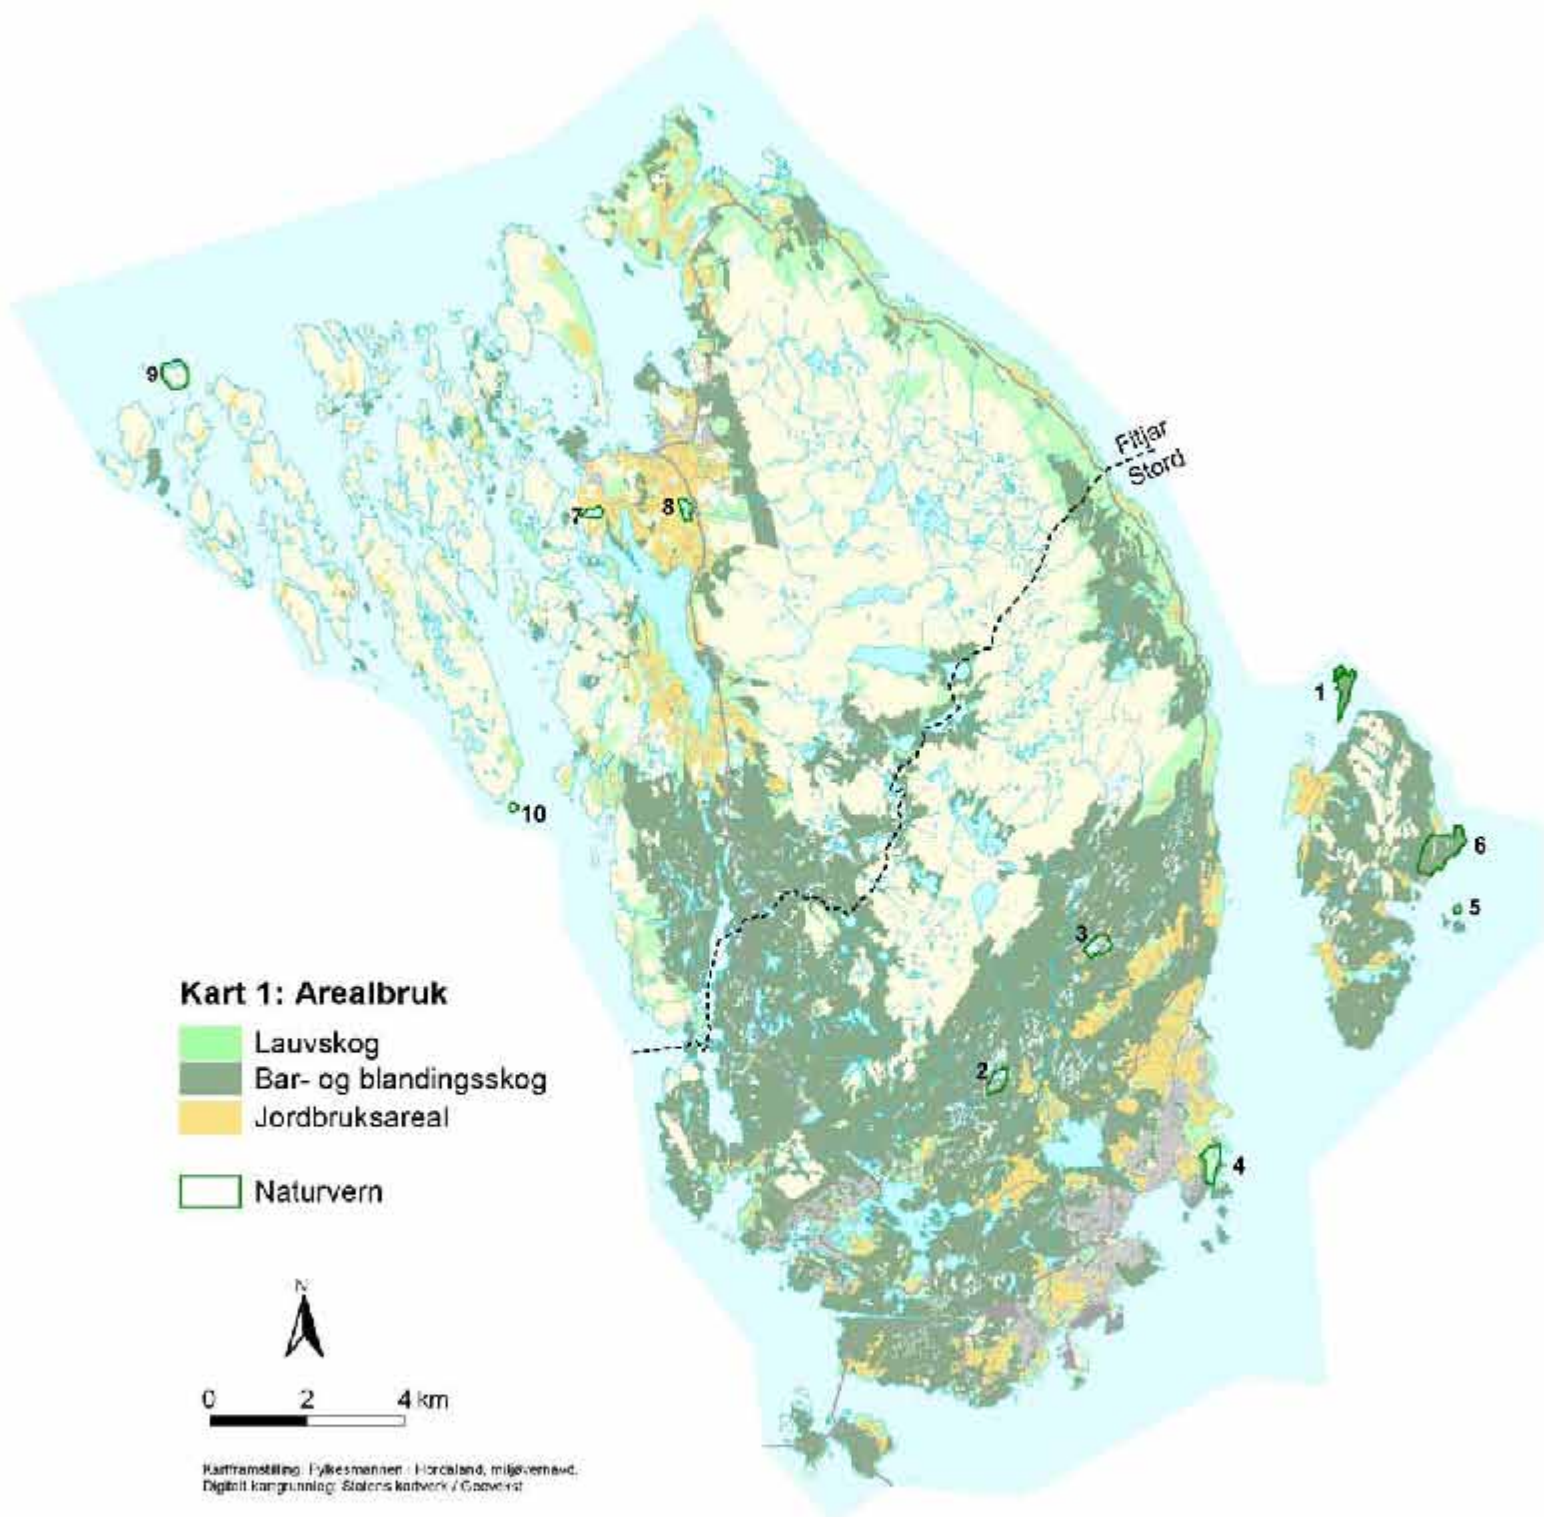 Fitjar
Stord
9
7
8
1
10
6
5
3
2
4
Kart 1: Arealbruk
Lauvskog
Bar- og blandingsskog
Jordbruksareal
Naturvern
N
0 2 4 km
Kartframstilling: Fylkesmannen i Hordaland, miljøvernavd.
Digitalt kartgrunnlag: Statens kartverk / Geovekst